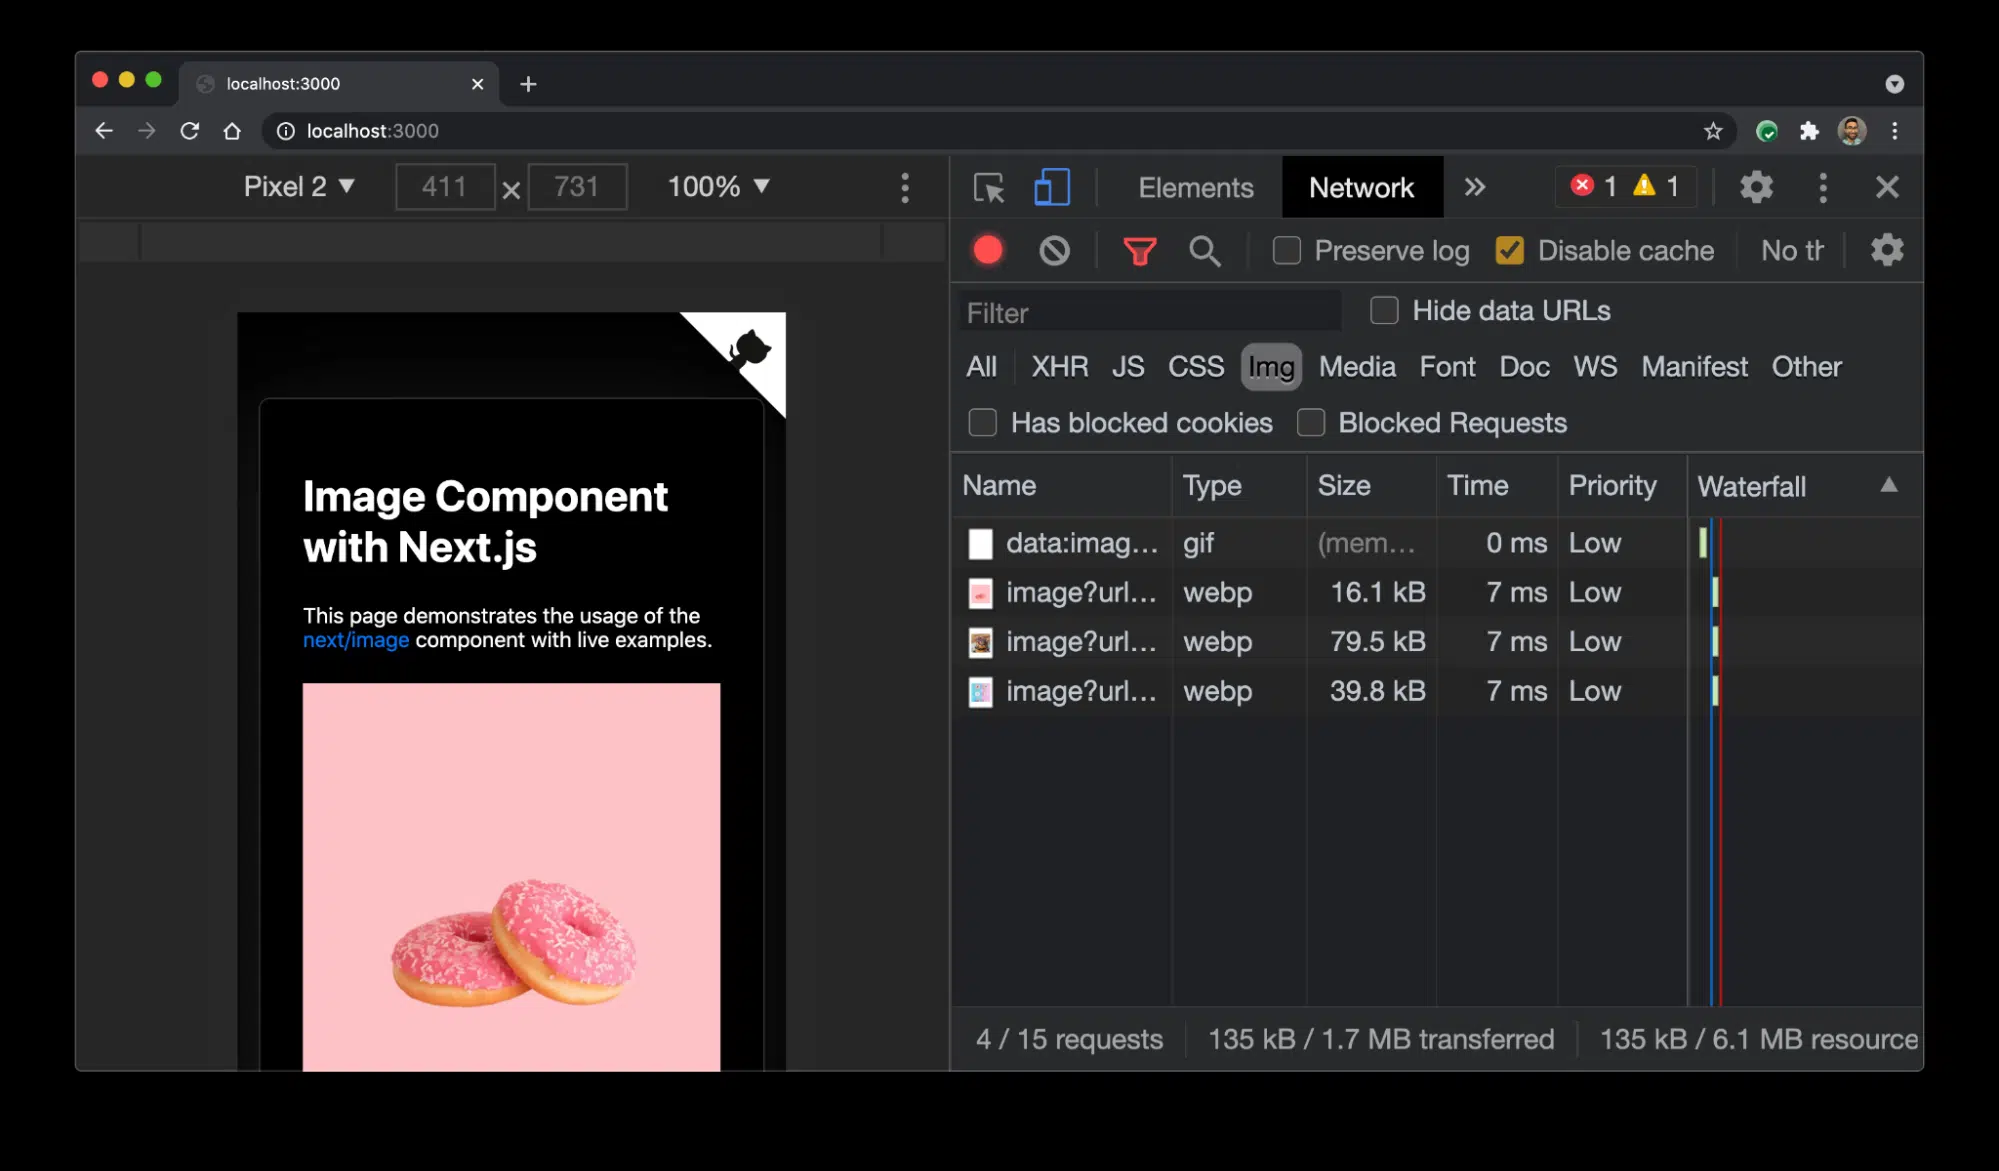 localhost:3000
localhost:3000
Pixel 2 411 × 731 100%
Elements Network 1 1
Preserve log Disable cache No th
Filter Hide data URLs
All XHR JS CSS Img Media Font Doc WS Manifest Other
Has blocked cookies Blocked Requests
Name Type Size Time Priority Waterfall
data:imag... gif (mem... 0 ms Low
image?url... webp 16.1 kB 7 ms Low
image?url... webp 79.5 kB 7 ms Low
image?url... webp 39.8 kB 7 ms Low
4 / 15 requests 135 kB / 1.7 MB transferred 135 kB / 6.1 MB resource
Image Component
with Next.js
This page demonstrates the usage of the
next/image component with live examples.